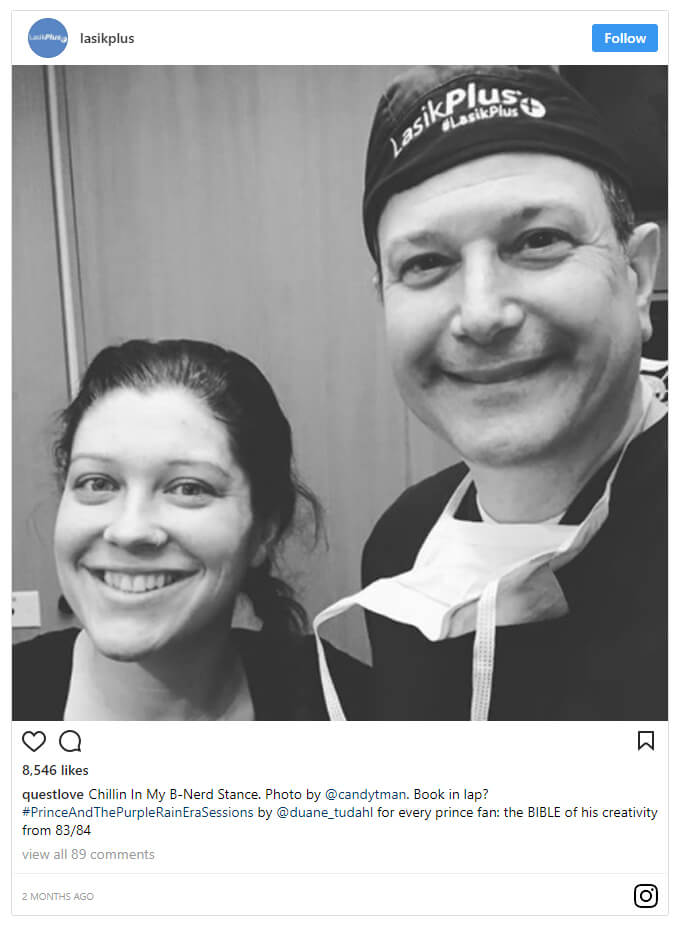 LasikPlus
lasikplus
Follow
LasikPlus
#LasikPlus
8,546 likes
questlove Chillin In My B-Nerd Stance. Photo by @candytman. Book in lap?
#PrinceAndThePurpleRainEraSessions by @duane_tudahl for every prince fan: the BIBLE of his creativity
from 83/84
view all 89 comments
2 MONTHS AGO